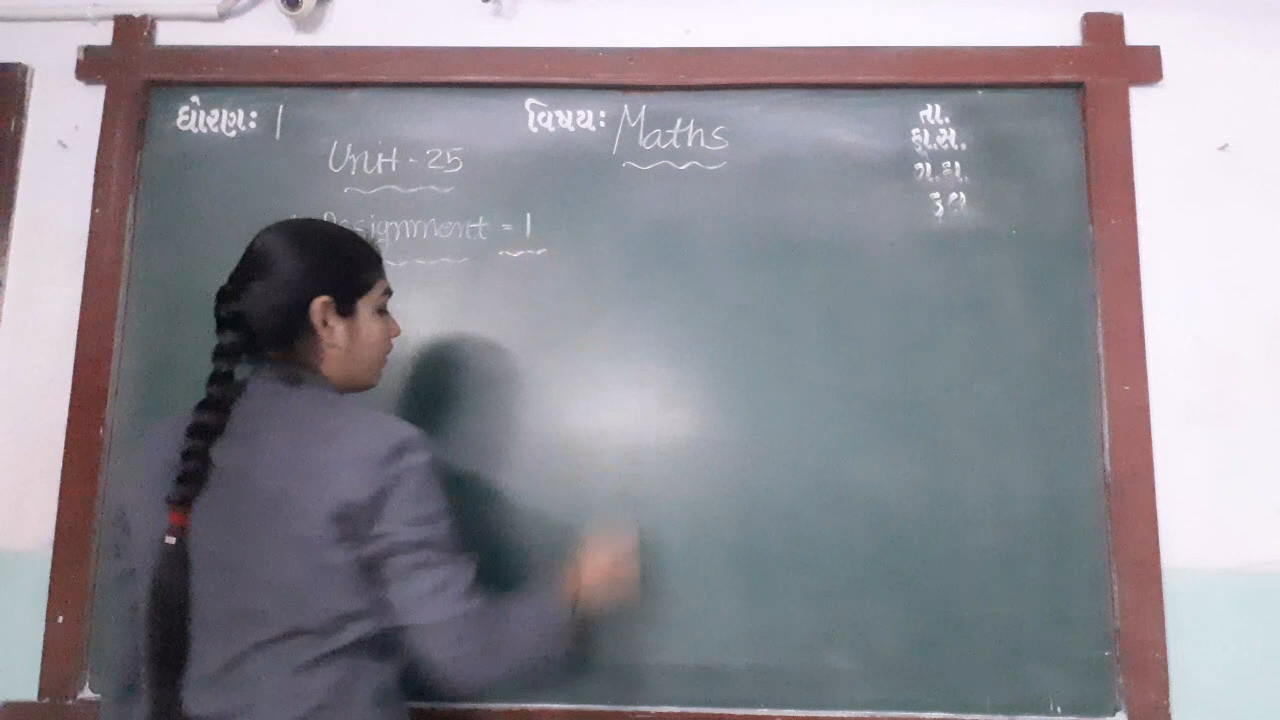 ધોરણ: 1 વિષય: Maths તા.
Unit - 25 ફા.સં.
ગે.હા.
Assignment = 1 કુલ